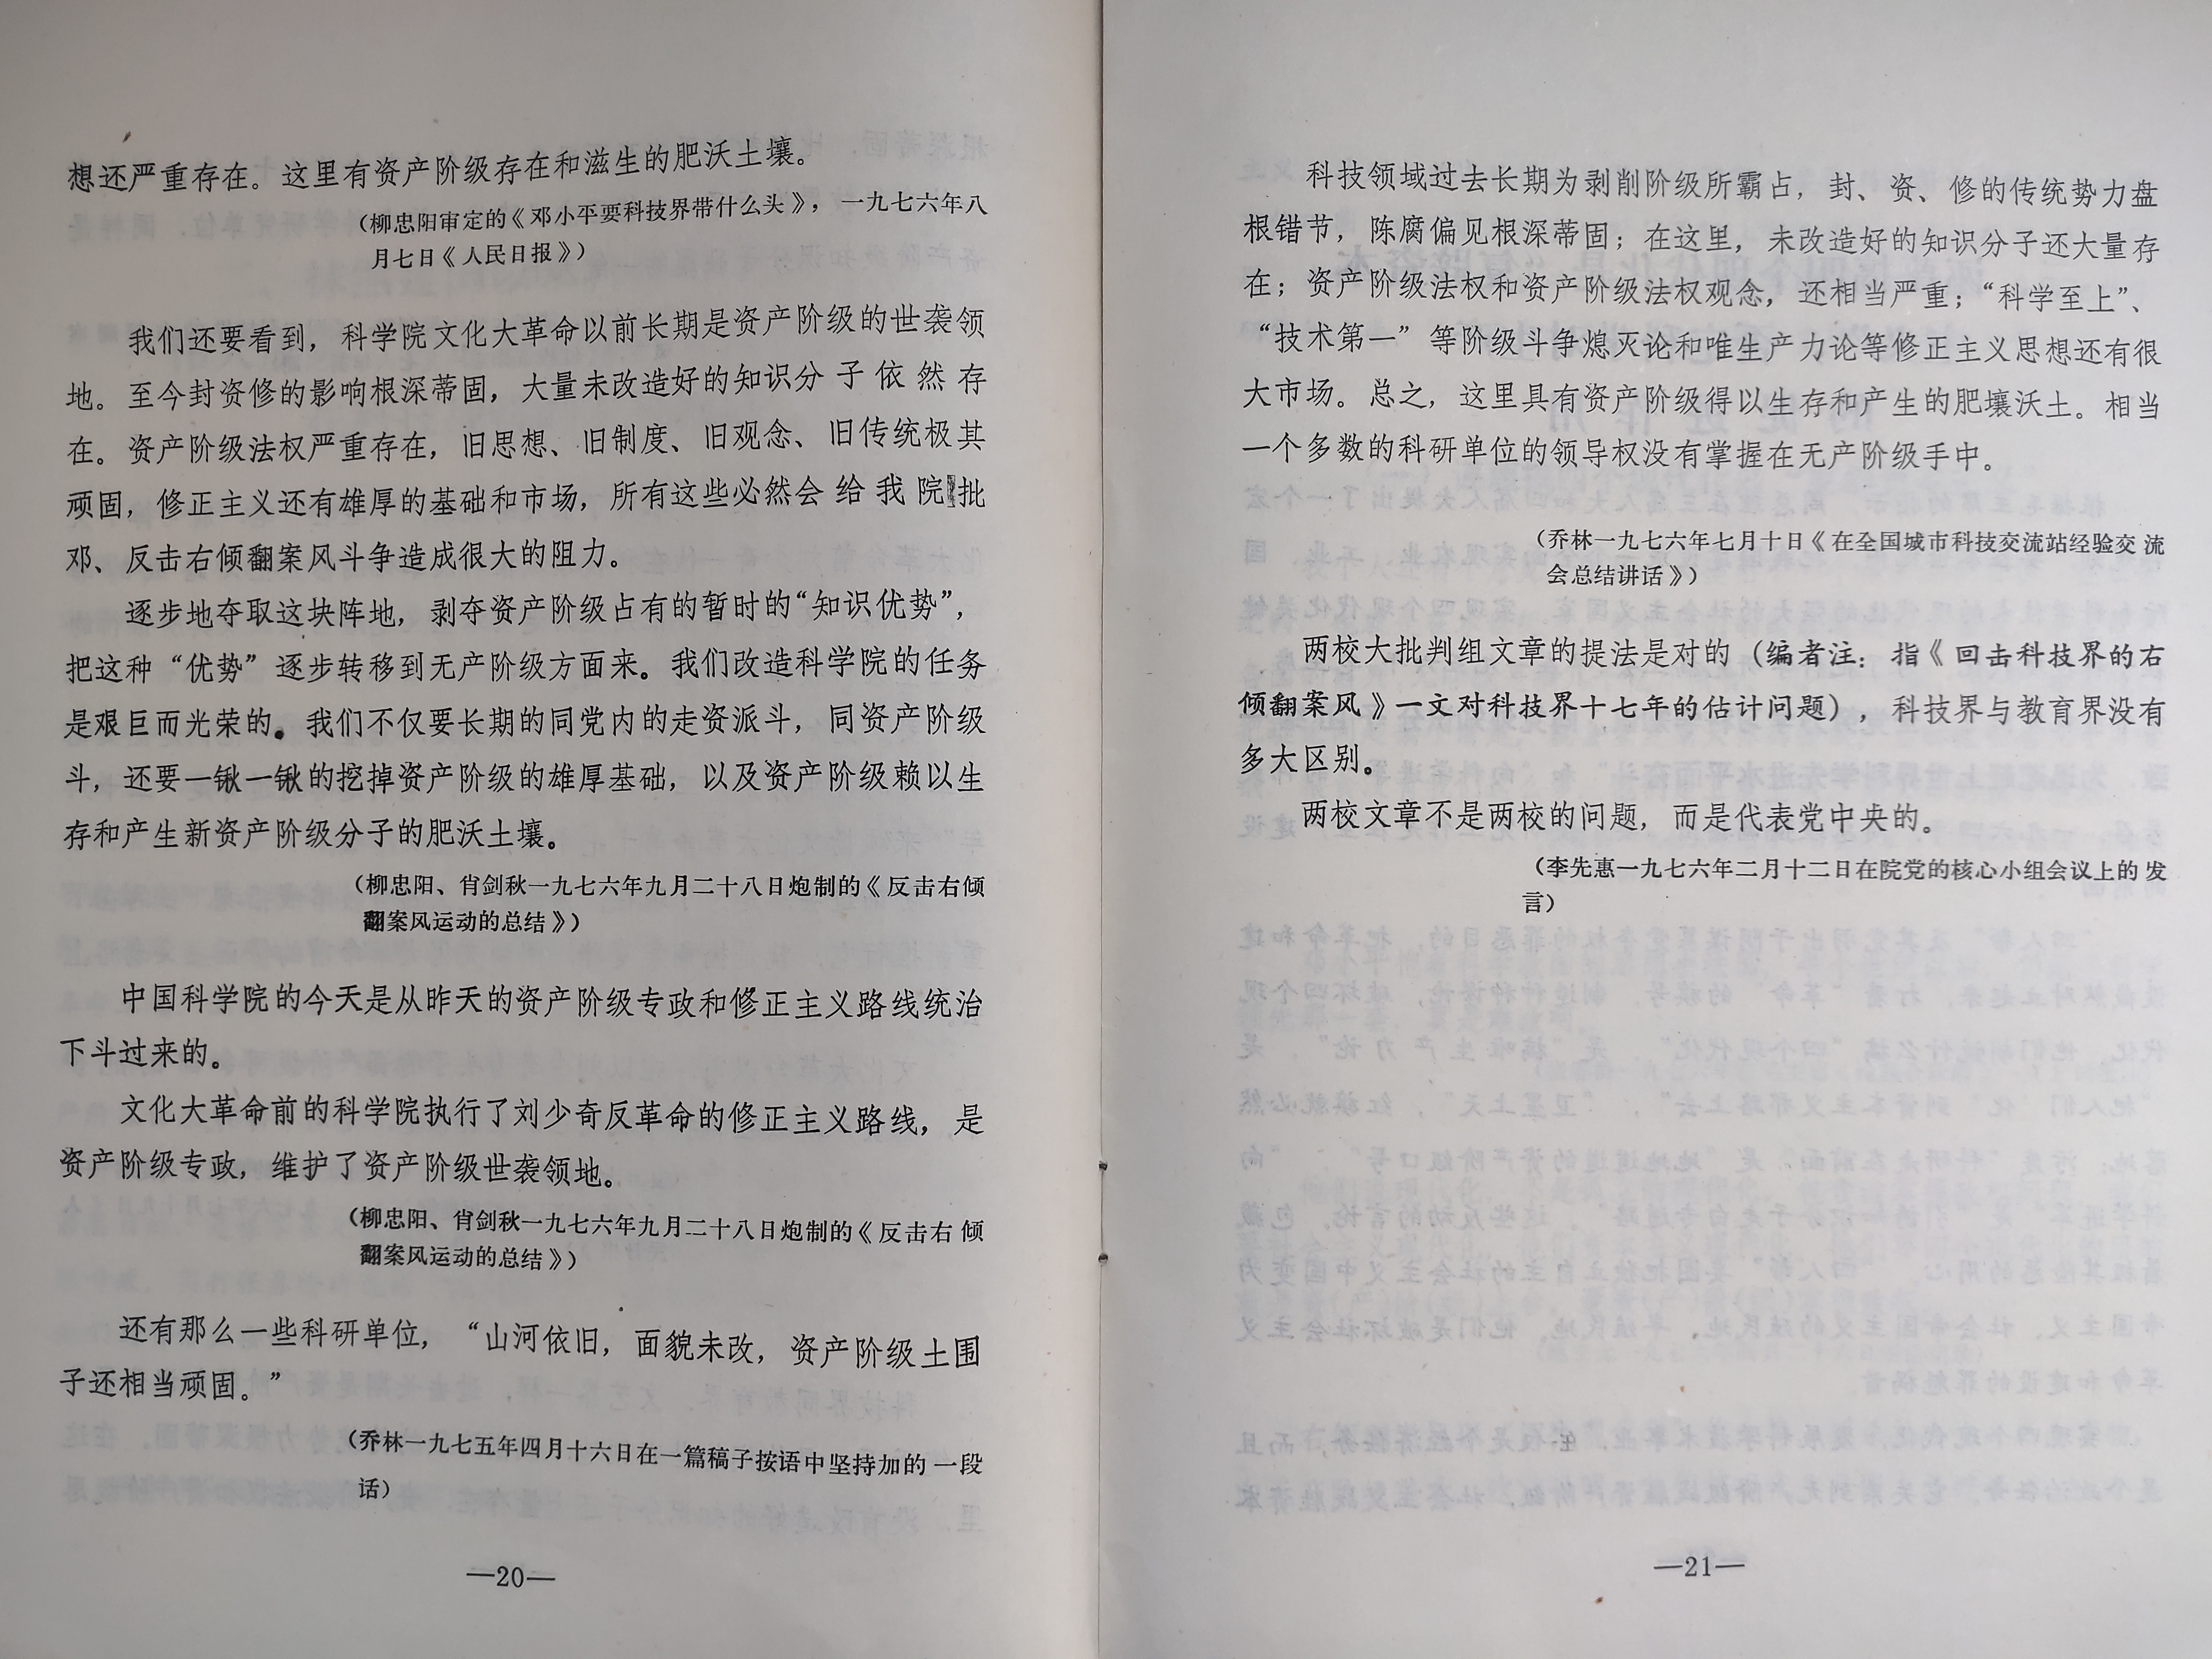 想还严重存在。这里有资产阶级存在和滋生的肥沃土壤。
（柳忠阳审定的《邓小平要科技界带什么头》，一九七六年八
月七日《人民日报》）
我们还要看到，科学院文化大革命以前长期是资产阶级的世袭领
地。至今封资修的影响根深蒂固，大量未改造好的知识分子依然存
在。资产阶级法权严重存在，旧思想、旧制度、旧观念、旧传统极其
顽固，修正主义还有雄厚的基础和市场，所有这些必然会给我院批
邓、反击右倾翻案风斗争造成很大的阻力。
逐步地夺取这块阵地，剥夺资产阶级占有的暂时的“知识优势”，
把这种“优势”逐步转移到无产阶级方面来。我们改造科学院的任务
是艰巨而光荣的。我们不仅要长期的同党内的走资派斗，同资产阶级
斗，还要一锹一锹的挖掉资产阶级的雄厚基础，以及资产阶级赖以生
存和产生新资产阶级分子的肥沃土壤。
（柳忠阳、肖剑秋一九七六年九月二十八日炮制的《反击右倾
翻案风运动的总结》）
中国科学院的今天是从昨天的资产阶级专政和修正主义路线统治
下斗过来的。
文化大革命前的科学院执行了刘少奇反革命的修正主义路线，是
资产阶级专政，维护了资产阶级世袭领地。
（柳忠阳、肖剑秋一九七六年九月二十八日炮制的《反击右倾
翻案风运动的总结》）
还有那么一些科研单位，“山河依旧，面貌未改，资产阶级土围
子还相当顽固。”
（乔林一九七五年四月十六日在一篇稿子按语中坚持加的一段
话）
—20—
科技领域过去长期为剥削阶级所霸占，封、资、修的传统势力盘
根错节，陈腐偏见根深蒂固；在这里，未改造好的知识分子还大量存
在；资产阶级法权和资产阶级法权观念，还相当严重；“科学至上”、
“技术第一”等阶级斗争熄灭论和唯生产力论等修正主义思想还有很
大市场。总之，这里具有资产阶级得以生存和产生的肥壤沃土。相当
一个多数的科研单位的领导权没有掌握在无产阶级手中。
（乔林一九七六年七月十日《在全国城市科技交流站经验交流
会总结讲话》）
两校大批判组文章的提法是对的（编者注：指《回击科技界的右
倾翻案风》一文对科技界十七年的估计问题），科技界与教育界没有
多大区别。
两校文章不是两校的问题，而是代表党中央的。
（李先惠一九七六年二月十二日在院党的核心小组会议上的发
言）
—21—